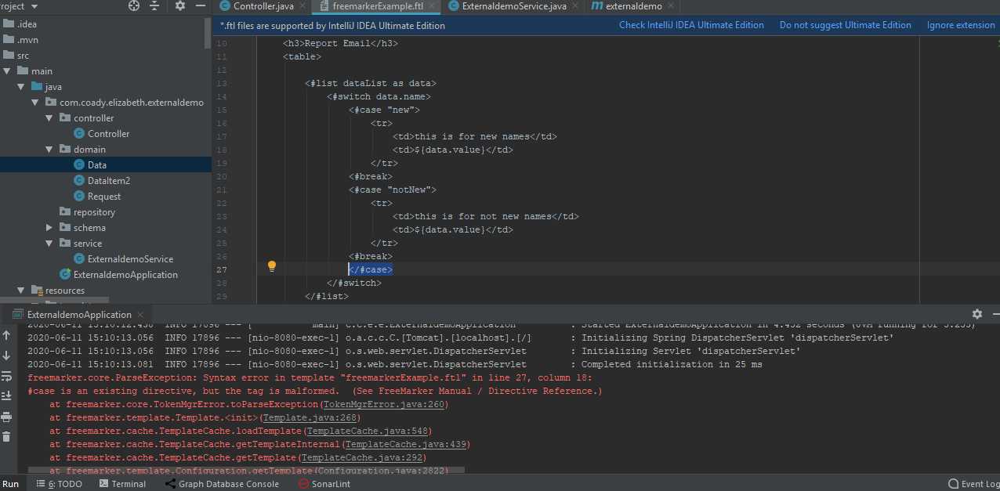 roject
Controller.java
freemarkerExample.ftl
ExternaldemoService.java
externaldemo
.idea
.mvn
src
main
java
com.coady.elizabeth.externaldemo
controller
Controller
domain
Data
DataItem2
Request
repository
schema
service
ExternaldemoService
ExternaldemoApplication
resources
*.ftl files are supported by IntelliJ IDEA Ultimate Edition
Check IntelliJ IDEA Ultimate Edition
Do not suggest Ultimate Edition
Ignore extension
10 <h3>Report Email</h3>
11 <table>
12
13 <#list dataList as data>
14 <#switch data.name>
15 <#case "new">
16 <tr>
17 <td>this is for new names</td>
18 <td>${data.value}</td>
19 </tr>
20 <#break>
21 <#case "notNew">
22 <tr>
23 <td>this is for not new names</td>
24 <td>${data.value}</td>
25 </tr>
26 <#break>
27 </#case>
28 </#switch>
29 </#list>
ExternaldemoApplication
2020-06-11 15:10:12.438 INFO 17896 --- [ main] c.c.e.e.ExternaldemoApplication : Started ExternaldemoApplication in 4.432 seconds (JVM running for 5.253)
2020-06-11 15:10:13.056 INFO 17896 --- [nio-8080-exec-1] o.a.c.c.C.[Tomcat].[localhost].[/] : Initializing Spring DispatcherServlet 'dispatcherServlet'
2020-06-11 15:10:13.056 INFO 17896 --- [nio-8080-exec-1] o.s.web.servlet.DispatcherServlet : Initializing Servlet 'dispatcherServlet'
2020-06-11 15:10:13.081 INFO 17896 --- [nio-8080-exec-1] o.s.web.servlet.DispatcherServlet : Completed initialization in 25 ms
freemarker.core.ParseException: Syntax error in template "freemarkerExample.ftl" in line 27, column 18:
#case is an existing directive, but the tag is malformed. (See FreeMarker Manual / Directive Reference.)
at freemarker.core.TokenMgrError.toParseException(TokenMgrError.java:260)
at freemarker.template.Template.<init>(Template.java:268)
at freemarker.cache.TemplateCache.loadTemplate(TemplateCache.java:548)
at freemarker.cache.TemplateCache.getTemplateInternal(TemplateCache.java:439)
at freemarker.cache.TemplateCache.getTemplate(TemplateCache.java:292)
at freemarker.template.Configuration.getTemplate(Configuration.java:2822)
Run
6: TODO
Terminal
Graph Database Console
SonarLint
Event Log